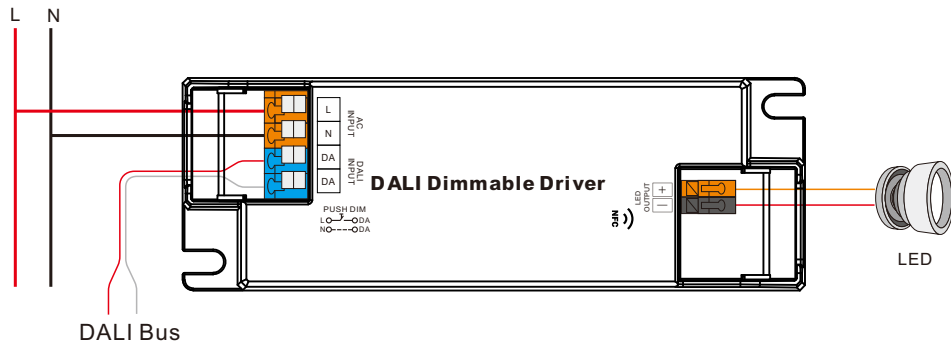 L N
L
N
DA
DA
AC
INPUT
DALI
INPUT
DALI Dimmable Driver
PUSH DIM
L DA
N DA
NFC
LED
OUTPUT
+
—
LED
DALI Bus